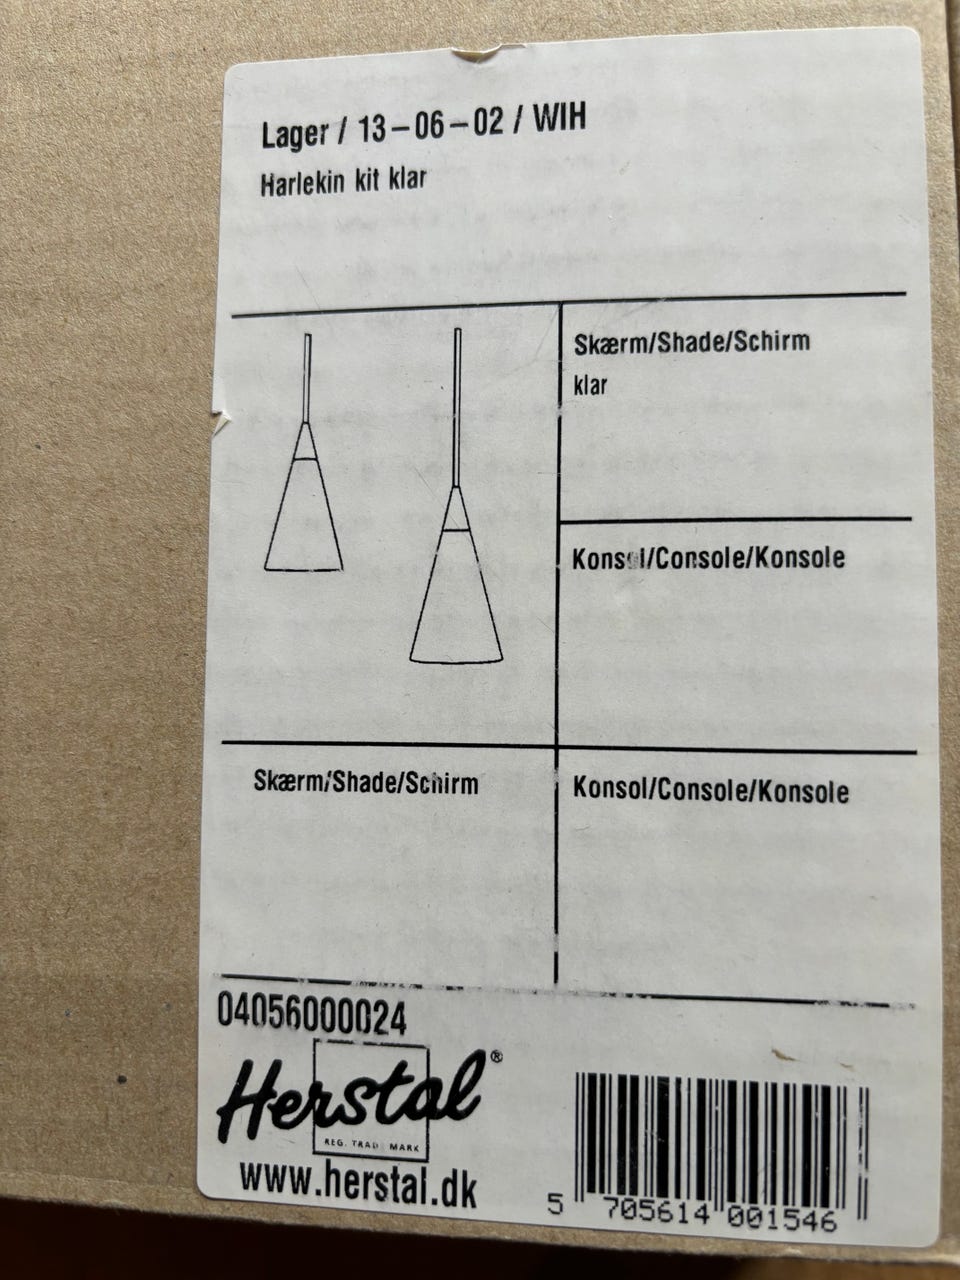 Lager / 13-06-02 / WIH
Harlekin kit klar
Skærm/Shade/Schirm
klar
Konsol/Console/Konsole
Skærm/Shade/Schirm
Konsol/Console/Konsole
04056000024
Herstal®
REG. TRADE MARK
www.herstal.dk
5 705614 001546